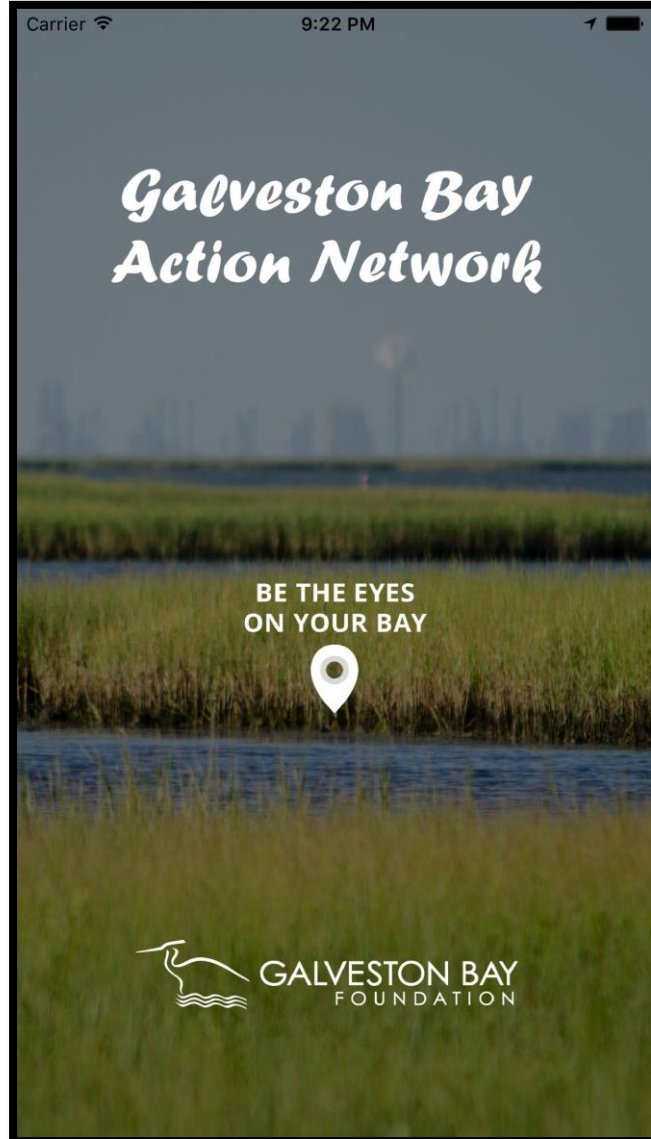 Carrier
9:22 PM
Galveston Bay
Action Network
BE THE EYES
ON YOUR BAY
GALVESTON BAY
FOUNDATION